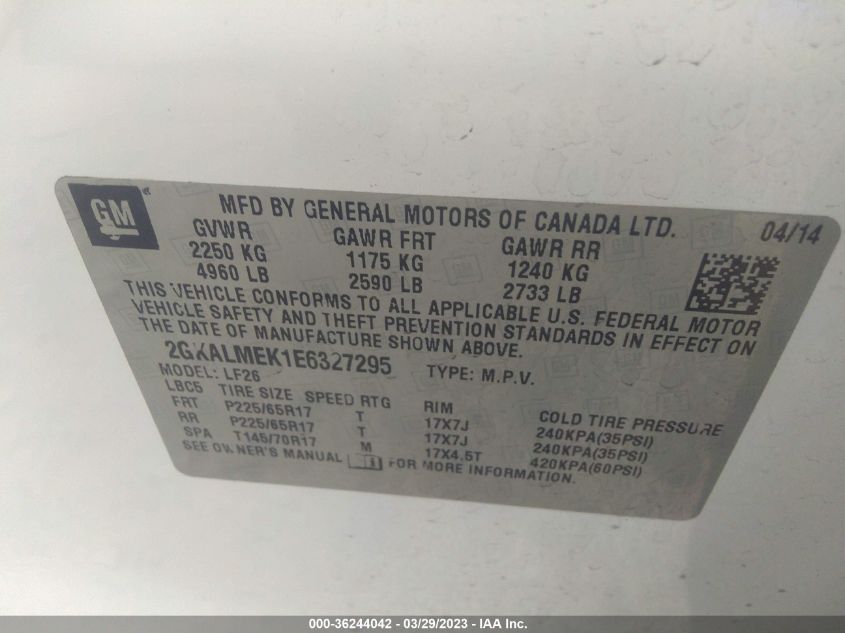 GM
MFD BY GENERAL MOTORS OF CANADA LTD. 04/14
GVWR GAWR FRT GAWR RR
2250 KG 1175 KG 1240 KG
4960 LB 2590 LB 2733 LB
THIS VEHICLE CONFORMS TO ALL APPLICABLE U.S. FEDERAL MOTOR
VEHICLE SAFETY AND THEFT PREVENTION STANDARDS IN EFFECT ON
THE DATE OF MANUFACTURE SHOWN ABOVE.
2GKALMEK1E6327295 TYPE: M.P.V.
MODEL: LF26
LBC5 TIRE SIZE SPEED RTG RIM COLD TIRE PRESSURE
FRT P225/65R17 T 17X7J 240KPA(35PSI)
RR P225/65R17 T 17X7J 240KPA(35PSI)
SPA T145/70R17 M 17X4.5T 420KPA(60PSI)
SEE OWNER'S MANUAL FOR MORE INFORMATION.
000-36244042 / 03/29/2023 - IAA Inc.